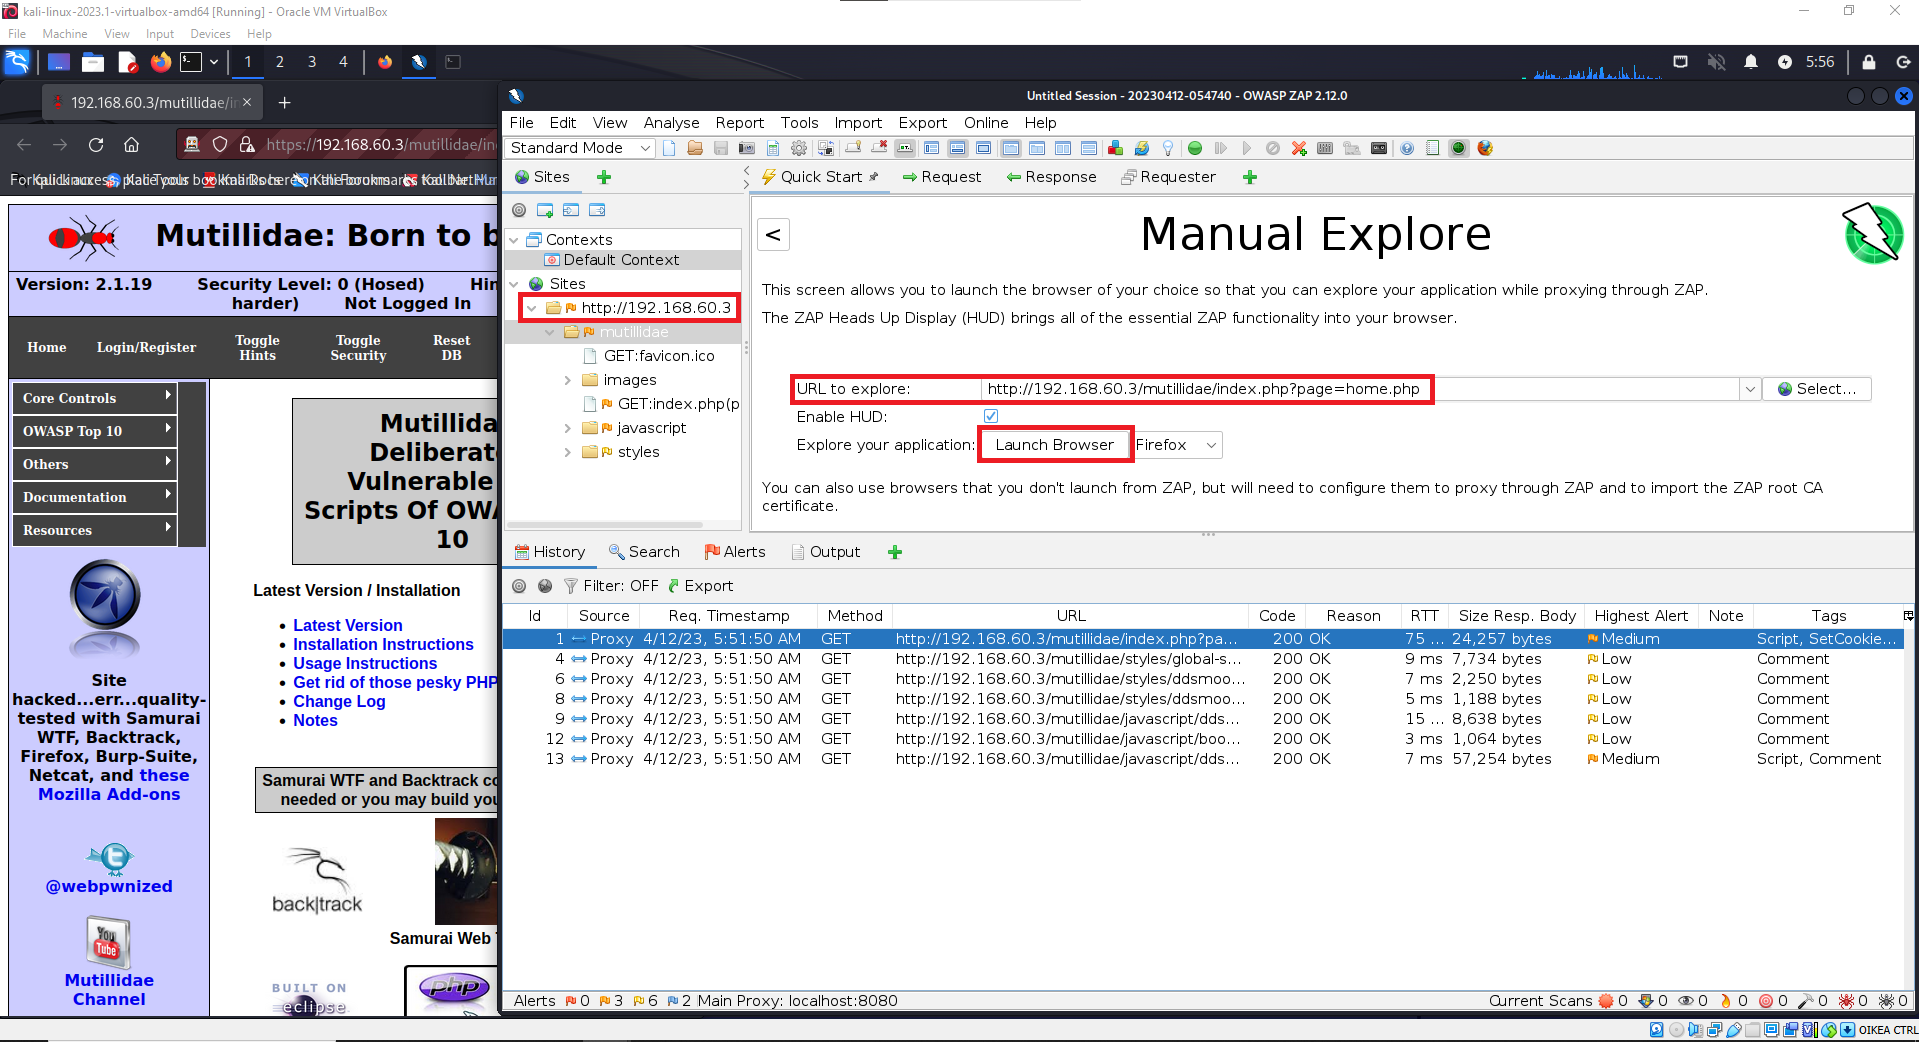 kali-linux-2023.1-virtualbox-amd64 [Running] - Oracle VM VirtualBox
File Machine View Input Devices Help
1 2 3 4 5:56
192.168.60.3/mutillidae/in
https://192.168.60.3/mutillidae/ind
Mutillidae: Born to b
Version: 2.1.19 Security Level: 0 (Hosed) Hin
harder) Not Logged In
Home Login/Register Toggle Hints Toggle Security Reset DB
Core Controls
OWASP Top 10
Others
Documentation
Resources
Site
hacked...err...quality-
tested with Samurai
WTF, Backtrack,
Firefox, Burp-Suite,
Netcat, and these
Mozilla Add-ons
@webpwnized
You
Tube
Mutillidae
Channel
Mutillida
Deliberat
Vulnerable
Scripts Of OWA
10
Latest Version / Installation
Latest Version
Installation Instructions
Usage Instructions
Get rid of those pesky PHP
Change Log
Notes
Samurai WTF and Backtrack co
needed or you may build you
back|track
Samurai Web T
BUILT ON
eclipse
php
Untitled Session - 20230412-054740 - OWASP ZAP 2.12.0
File Edit View Analyse Report Tools Import Export Online Help
Standard Mode
Sites
Quick Start Request Response Requester
Contexts
Default Context
Sites
http://192.168.60.3
mutillidae
GET:favicon.ico
images
GET:index.php(p
javascript
styles
<
Manual Explore
This screen allows you to launch the browser of your choice so that you can explore your application while proxying through ZAP.
The ZAP Heads Up Display (HUD) brings all of the essential ZAP functionality into your browser.
URL to explore: http://192.168.60.3/mutillidae/index.php?page=home.php Select...
Enable HUD:
Explore your application: Launch Browser Firefox
You can also use browsers that you don't launch from ZAP, but will need to configure them to proxy through ZAP and to import the ZAP root CA
certificate.
History Search Alerts Output
Filter: OFF Export
Id Source Req. Timestamp Method URL Code Reason RTT Size Resp. Body Highest Alert Note Tags
1 Proxy 4/12/23, 5:51:50 AM GET http://192.168.60.3/mutillidae/index.php?pa... 200 OK 75 ... 24,257 bytes Medium Script, SetCookie...
4 Proxy 4/12/23, 5:51:50 AM GET http://192.168.60.3/mutillidae/styles/global-s... 200 OK 9 ms 7,734 bytes Low Comment
6 Proxy 4/12/23, 5:51:50 AM GET http://192.168.60.3/mutillidae/styles/ddsmoo... 200 OK 7 ms 2,250 bytes Low Comment
8 Proxy 4/12/23, 5:51:50 AM GET http://192.168.60.3/mutillidae/styles/ddsmoo... 200 OK 5 ms 1,188 bytes Low Comment
9 Proxy 4/12/23, 5:51:50 AM GET http://192.168.60.3/mutillidae/javascript/dds... 200 OK 15 ... 8,638 bytes Low Comment
12 Proxy 4/12/23, 5:51:50 AM GET http://192.168.60.3/mutillidae/javascript/boo... 200 OK 3 ms 1,064 bytes Low Comment
13 Proxy 4/12/23, 5:51:50 AM GET http://192.168.60.3/mutillidae/javascript/dds... 200 OK 7 ms 57,254 bytes Medium Script, Comment
Alerts 0 3 6 2 Main Proxy: localhost:8080 Current Scans 0 0 0 0 0 0 0 0
OIKEA CTRL